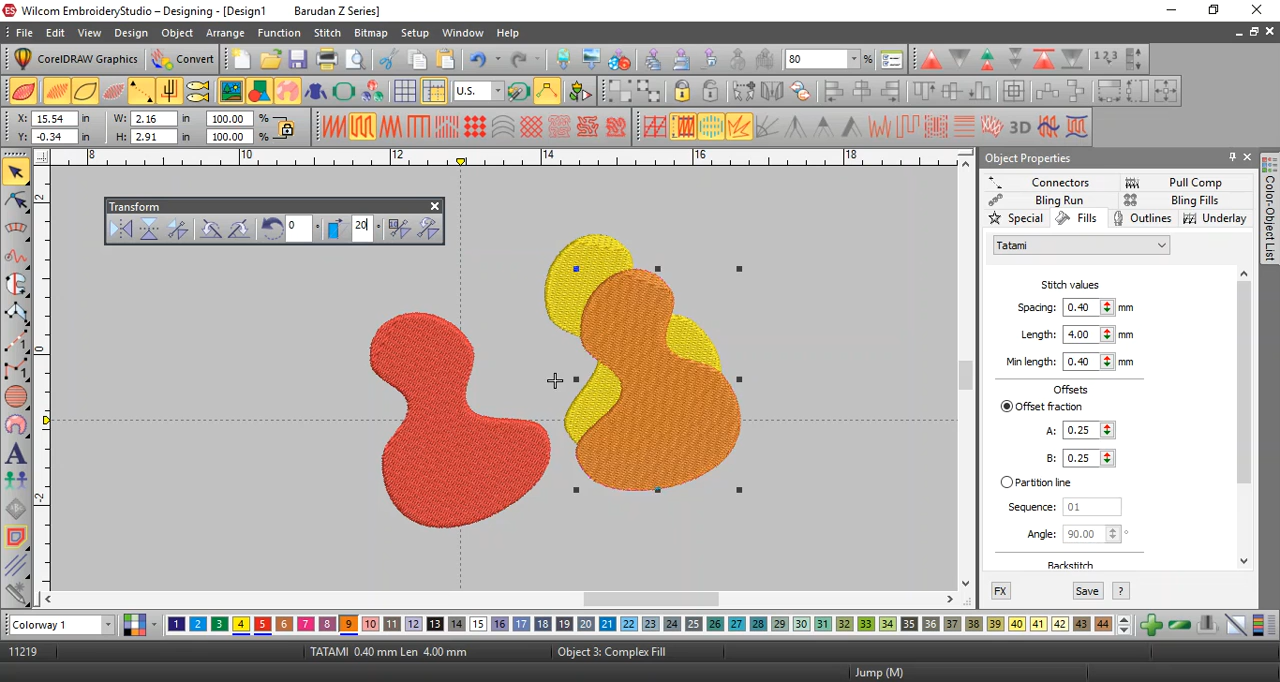 Wilcom EmbroideryStudio – Designing - [Design1 Barudan Z Series]
File Edit View Design Object Arrange Function Stitch Bitmap Setup Window Help
CorelDRAW Graphics Convert 80 % 1 2 3
U.S.
X: 15.54 in W: 2.16 in 100.00 %
Y: -0.34 in H: 2.91 in 100.00 %
3D
8 10 12 14 16 18
2
0
-2
Transform
0 ° 20 °
Object Properties
Connectors Pull Comp
Bling Run Bling Fills
Special Fills Outlines Underlay
Tatami
Stitch values
Spacing: 0.40 mm
Length: 4.00 mm
Min length: 0.40 mm
Offsets
Offset fraction
A: 0.25
B: 0.25
Partition line
Sequence: 01
Angle: 90.00 °
Backstitch
FX Save ?
Color-Object List
A
Colorway 1 1 2 3 4 5 6 7 8 9 10 11 12 13 14 15 16 17 18 19 20 21 22 23 24 25 26 27 28 29 30 31 32 33 34 35 36 37 38 39 40 41 42 43 44
11219 TATAMI 0.40 mm Len 4.00 mm Object 3: Complex Fill
Jump (M)